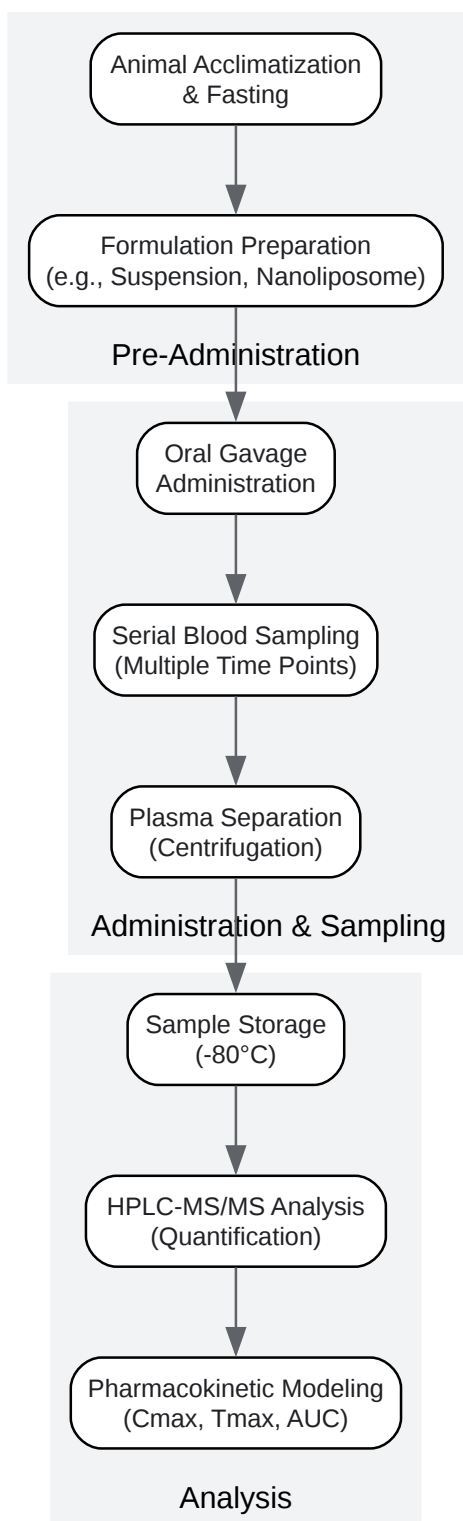 Animal Acclimatization
& Fasting
Formulation Preparation
(e.g., Suspension, Nanoliposome)
Pre-Administration
Oral Gavage
Administration
Serial Blood Sampling
(Multiple Time Points)
Plasma Separation
(Centrifugation)
Administration & Sampling
Sample Storage
(-80°C)
HPLC-MS/MS Analysis
(Quantification)
Pharmacokinetic Modeling
(Cmax, Tmax, AUC)
Analysis